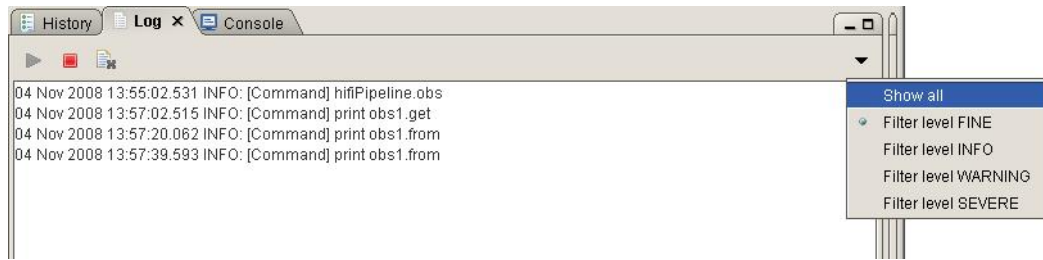 History Log Console
04 Nov 2008 13:55:02.531 INFO: [Command] hifiPipeline.obs
04 Nov 2008 13:57:02.515 INFO: [Command] print obs1.get
04 Nov 2008 13:57:20.062 INFO: [Command] print obs1.from
04 Nov 2008 13:57:39.593 INFO: [Command] print obs1.from
Show all
Filter level FINE
Filter level INFO
Filter level WARNING
Filter level SEVERE